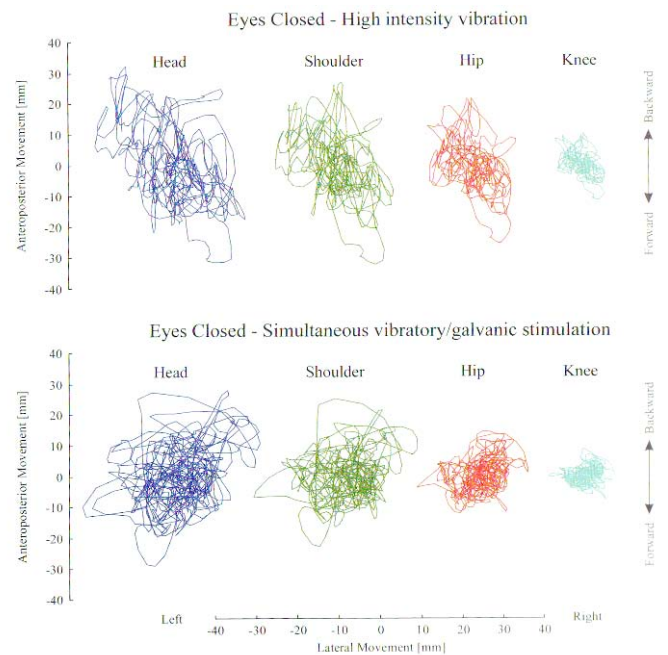 Eyes Closed - High intensity vibration
Head Shoulder Hip Knee
Anteroposterior Movement [mm]
40
30
20
10
0
-10
-20
-30
-40
Backward
Forward
Eyes Closed - Simultaneous vibratory/galvanic stimulation
Head Shoulder Hip Knee
Anteroposterior Movement [mm]
40
30
20
10
0
-10
-20
-30
-40
Backward
Forward
Left Right
-40 -30 -20 -10 0 10 20 30 40
Lateral Movement [mm]